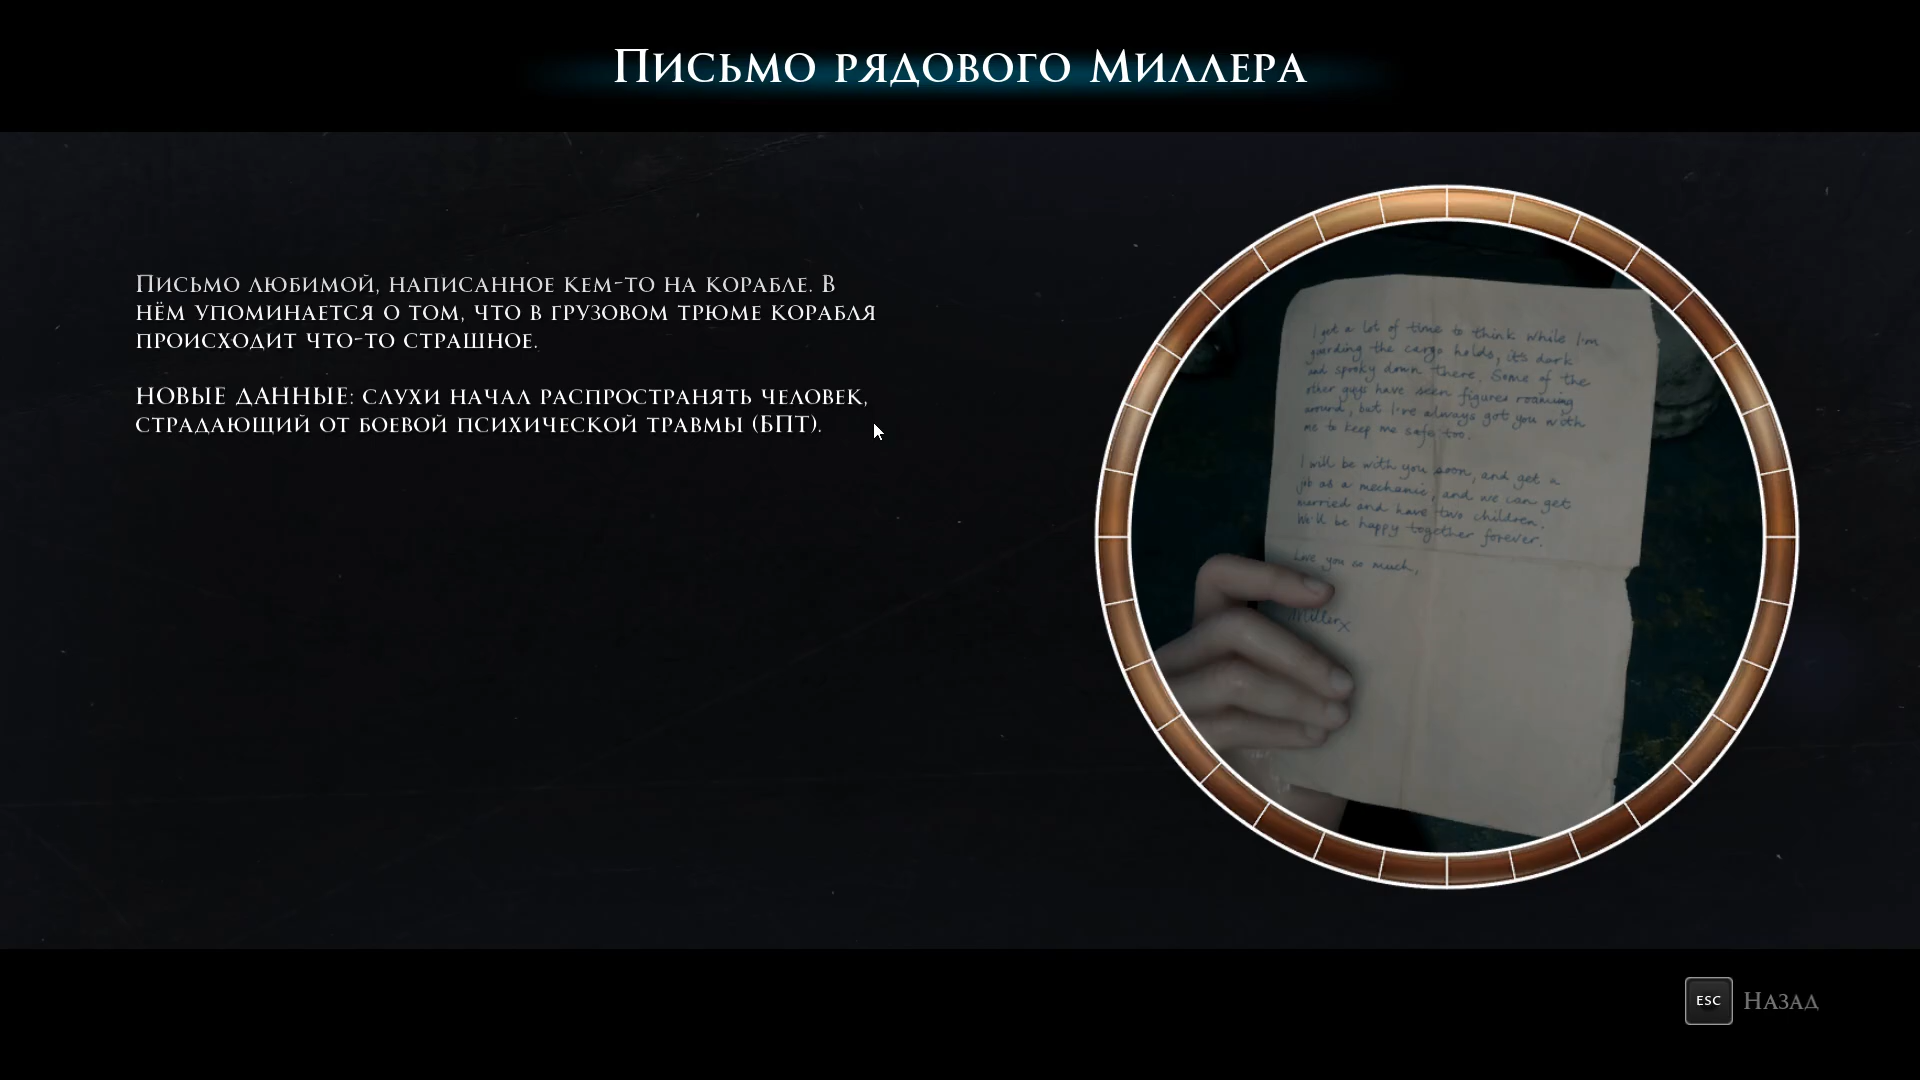 Письмо рядового Миллера
Письмо любимой, написанное кем-то на корабле. В
нём упоминается о том, что в грузовом трюме корабля
происходит что-то страшное.
НОВЫЕ ДАННЫЕ: слухи начал распространять человек,
страдающий от боевой психической травмы (БПТ).
I get a lot of time to think while I'm
guarding the cargo holds, its dark
and spooky down there. Some of the
other guys have seen figures roaming
around, but I've always got you with
me to keep me safe too.
I will be with you soon, and get a
job as a mechanic, and we can get
married and have two children.
We'll be happy together forever.
Love you so much,
Miller x
ESC Назад